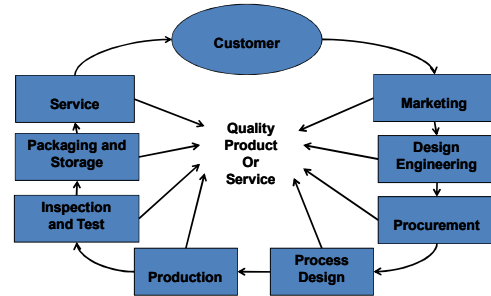 Customer
Service
Marketing
Quality
Product
Or
Service
Packaging and
Storage
Design
Engineering
Inspection
and Test
Procurement
Production
Process
Design